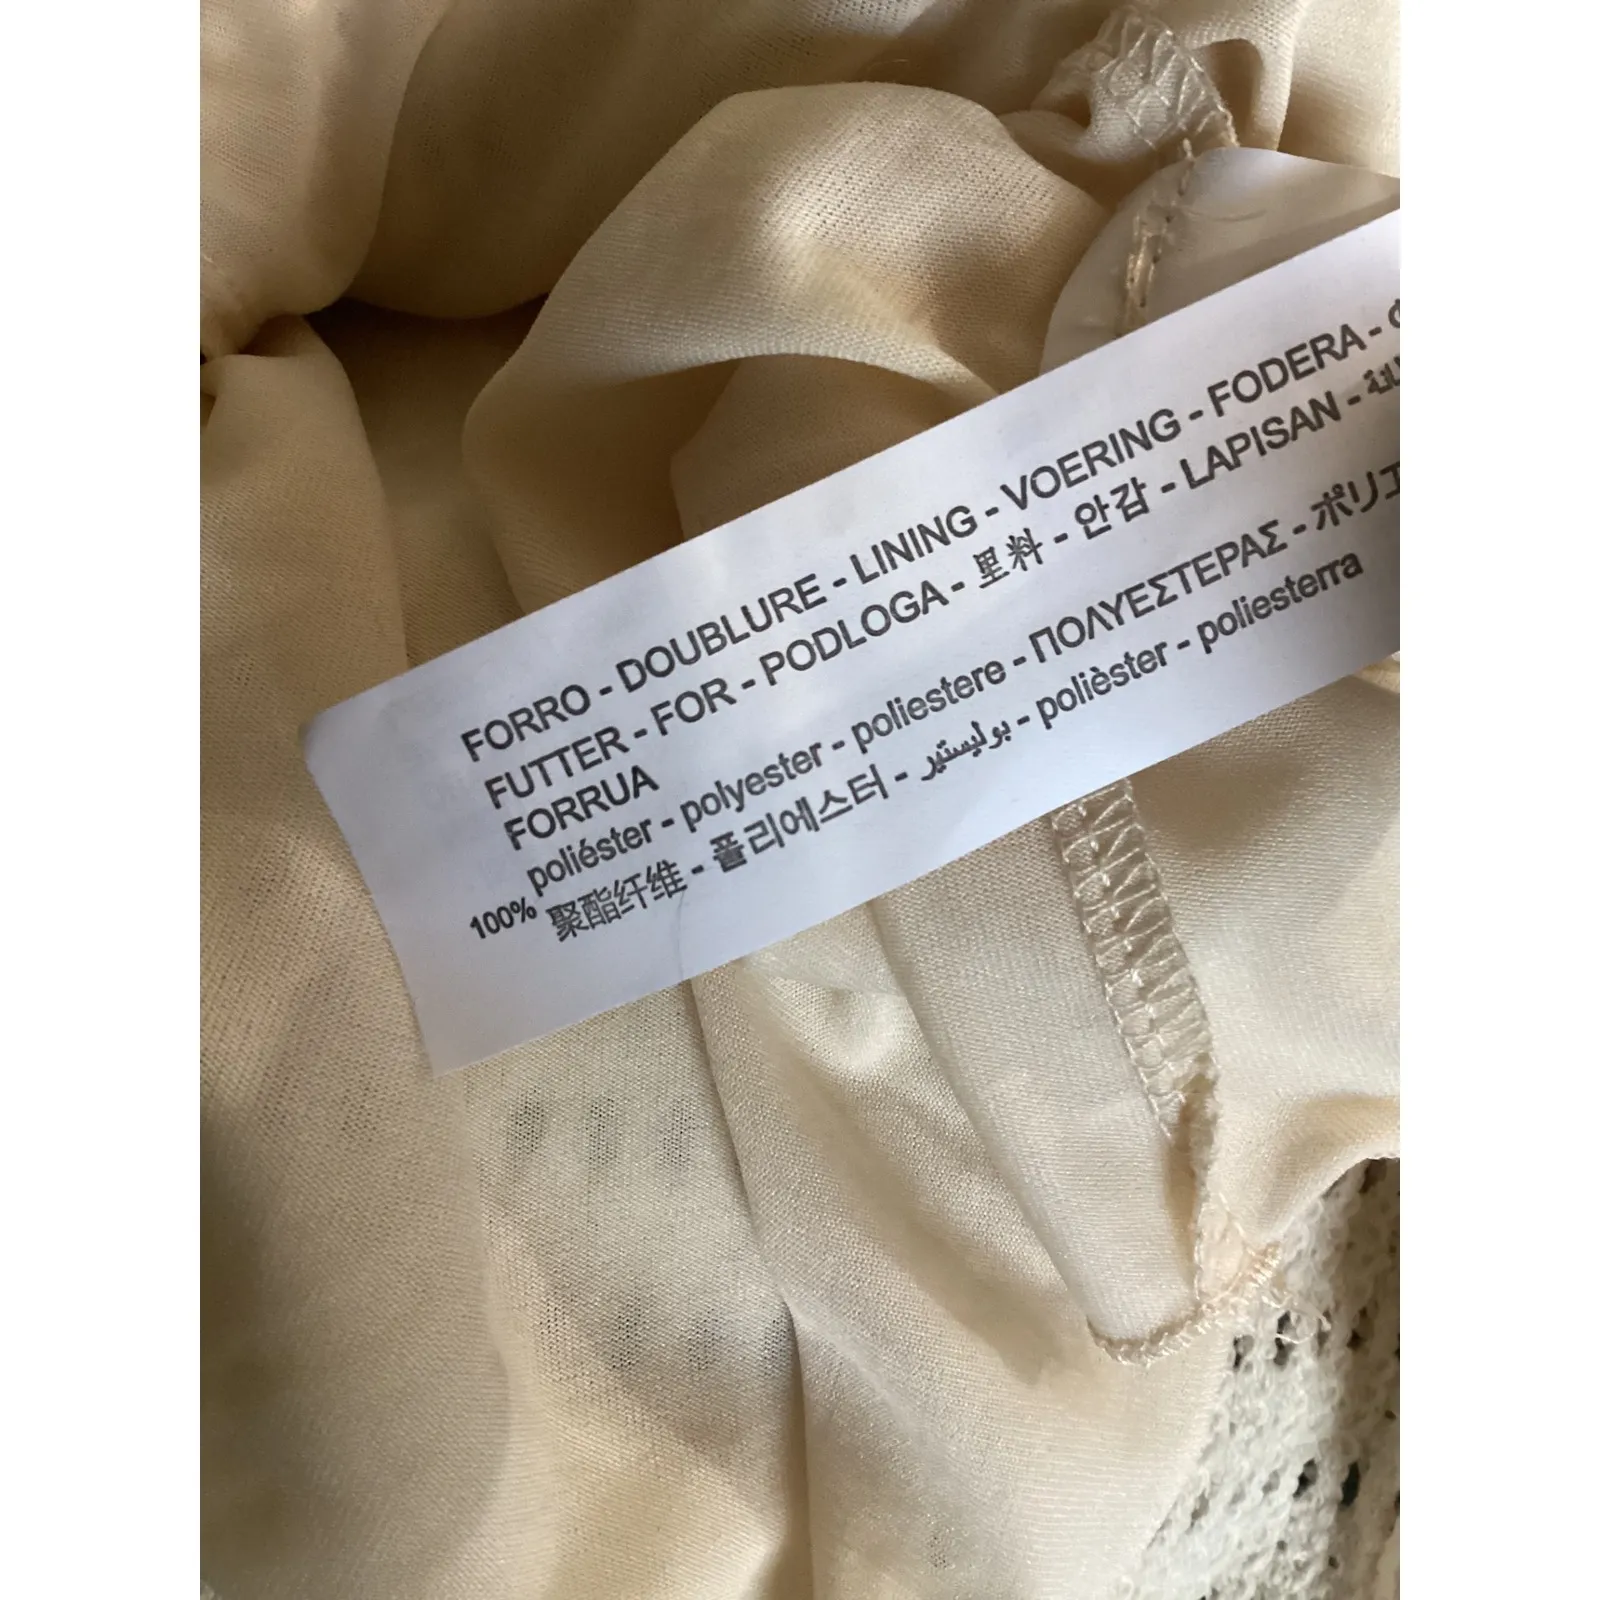 FORRO - DOUBLURE - LINING - VOERING - FODERA -
FUTTER - FOR - PODLOGA - 里料 - 안감 - LAPISAN -
FORRUA
poliéster - polyester - poliestere - ΠΟΛΥΕΣΤΕΡΑΣ - ポリエ
100% 聚酯纤维 - 폴리에스터 - بوليستير - polièster - poliesterra